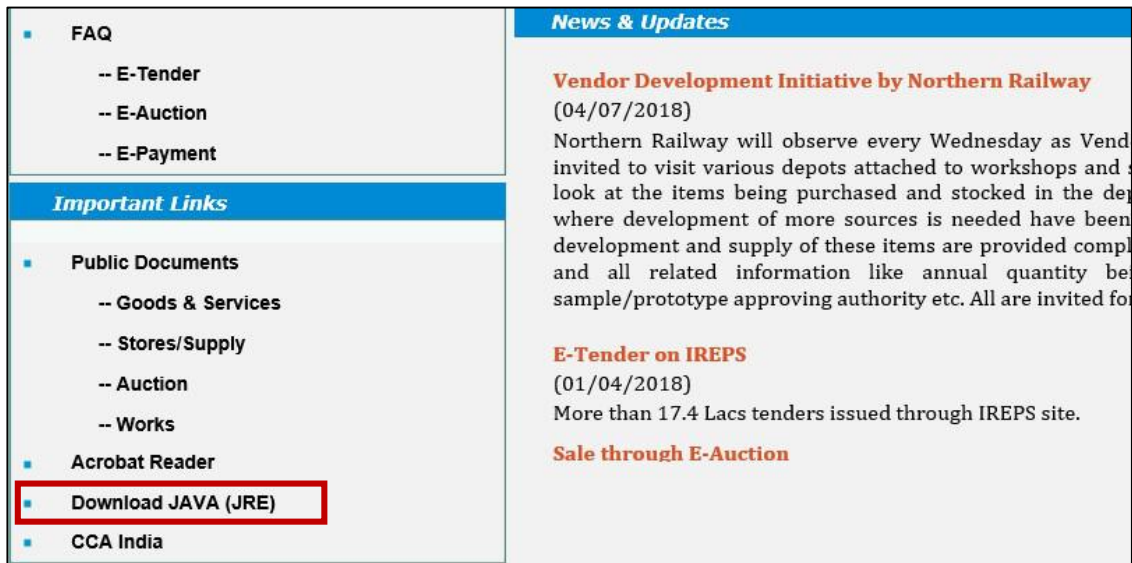 FAQ
-- E-Tender
-- E-Auction
-- E-Payment
Important Links
Public Documents
-- Goods & Services
-- Stores/Supply
-- Auction
-- Works
Acrobat Reader
Download JAVA (JRE)
CCA India
News & Updates
Vendor Development Initiative by Northern Railway
(04/07/2018)
Northern Railway will observe every Wednesday as
invited to visit various depots attached to workshops and
look at the items being purchased and stocked in the
where development of more sources is needed have been
development and supply of these items are provided
and all related information like annual quantity
sample/prototype approving authority etc. All are invited
E-Tender on IREPS
(01/04/2018)
More than 17.4 Lacs tenders issued through IREPS site.
Sale through E-Auction